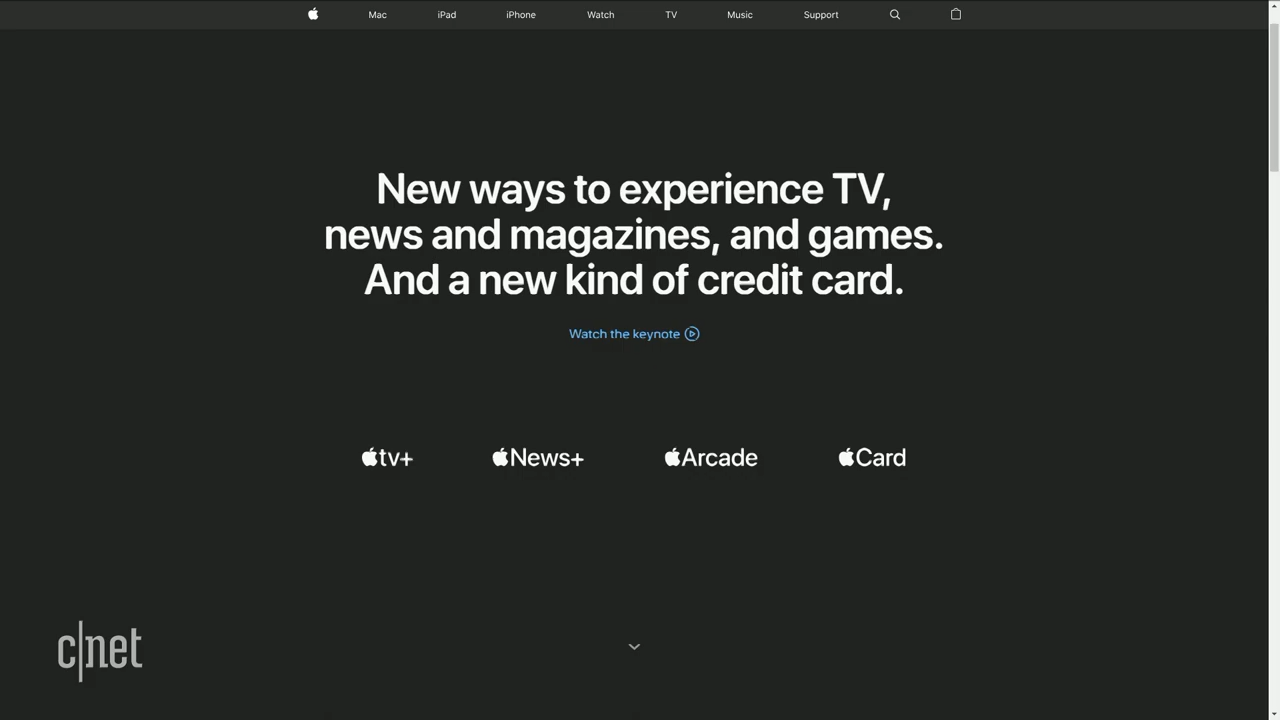 Mac iPad iPhone Watch TV Music Support
New ways to experience TV,
news and magazines, and games.
And a new kind of credit card.
Watch the keynote
tv+ News+ Arcade Card
c|net